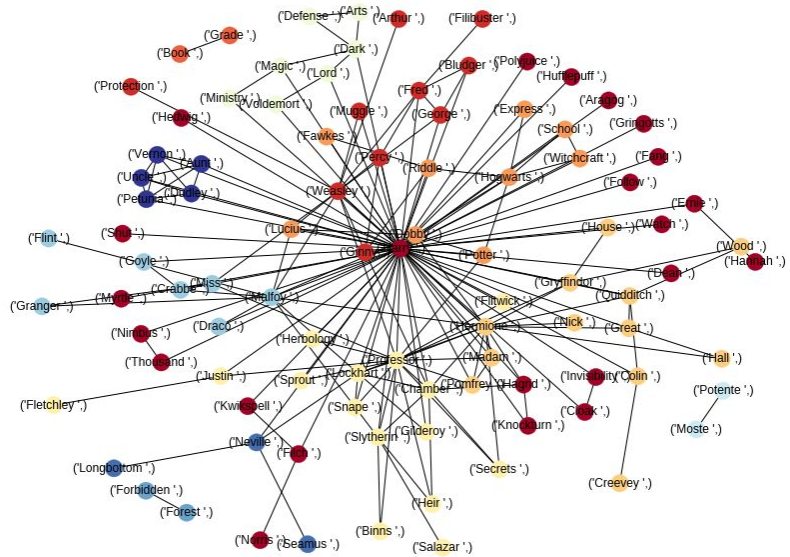 ('Defense ',)
('Arts ',)
('Arthur ',)
('Filibuster ',)
('Grade ',)
('Book ',)
('Dark ',)
('Magic ',)
('Lord ',)
('Bludger ',)
('Polyjuice ',)
('Hufflepuff ',)
('Protection ',)
('Ministry ',)
('Voldemort ',)
('Fred ',)
('Aragog ',)
('Hedwig ',)
('Muggle ',)
('George ',)
('Express ',)
('Gringotts ',)
('Fawkes ',)
('School ',)
('Vernon ',)
('Aunt ',)
('Percy ',)
('Riddle ',)
('Witchcraft ',)
('Fang ',)
('Uncle ',)
('Hogwarts ',)
('Follow ',)
('Petunia ',)
('Dudley ',)
('Weasley ',)
('Ernie ',)
('Flint ',)
('Shut ',)
('Lucius ',)
('Dobby ',)
('House ',)
('Watch ',)
('Ginny ',)
('Potter ',)
('Wood ',)
('Goyle ',)
('Hannah ',)
('Dean ',)
('Crabbe ',)
('Miss ',)
('Gryffindor ',)
('Granger ',)
('Myrtle ',)
('Malfoy ',)
('Flitwick ',)
('Quidditch ',)
('Nimbus ',)
('Draco ',)
('Hermione ',)
('Nick ',)
('Great ',)
('Herbology ',)
('Thousand ',)
('Professor ',)
('Madam ',)
('Hall ',)
('Justin ',)
('Sprout ',)
('Lockhart ',)
('Chamber ',)
('Pomfrey ',)
('Hagrid ',)
('Invisibility ',)
('Colin ',)
('Potente ',)
('Fletchley ',)
('Kwikspell ',)
('Snape ',)
('Cloak ',)
('Knockturn ',)
('Moste ',)
('Neville ',)
('Slytherin ',)
('Gilderoy ',)
('Filch ',)
('Longbottom ',)
('Secrets ',)
('Creevey ',)
('Forbidden ',)
('Forest ',)
('Heir ',)
('Norris ',)
('Seamus ',)
('Binns ',)
('Salazar ',)